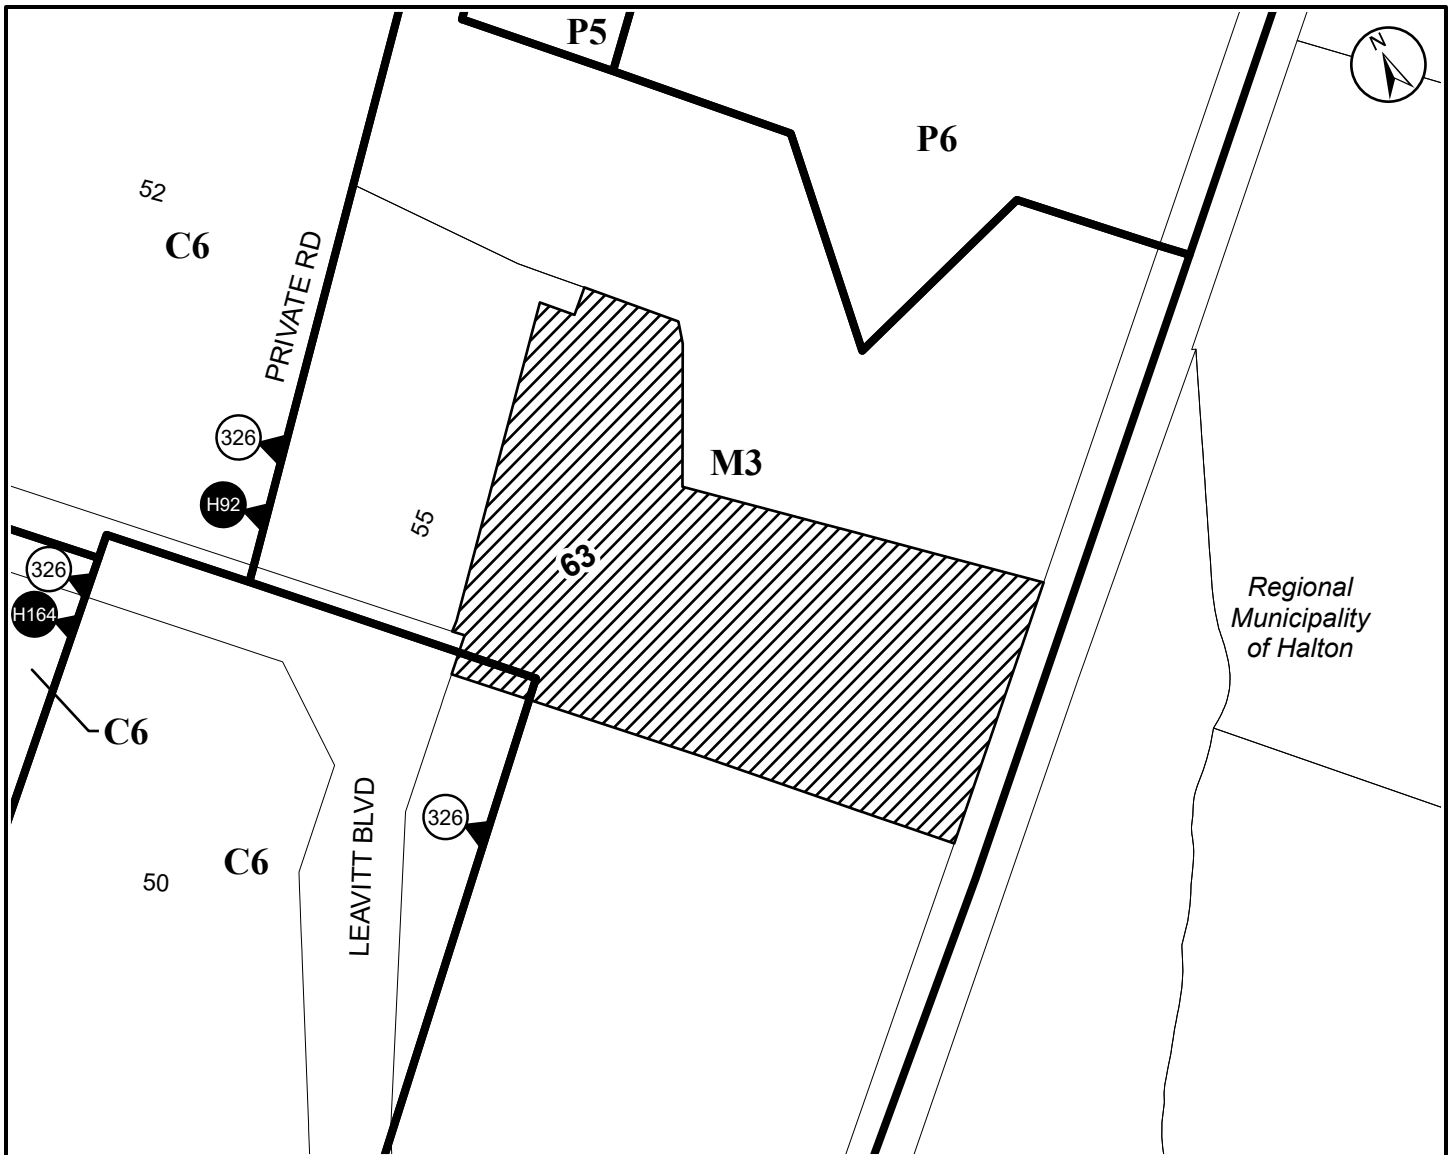 P5
N
P6
52
C6
PRIVATE RD
326
M3
H92
55
63
326
H164
Regional
Municipality
of Halton
C6
LEAVITT BLVD
326
C6
50